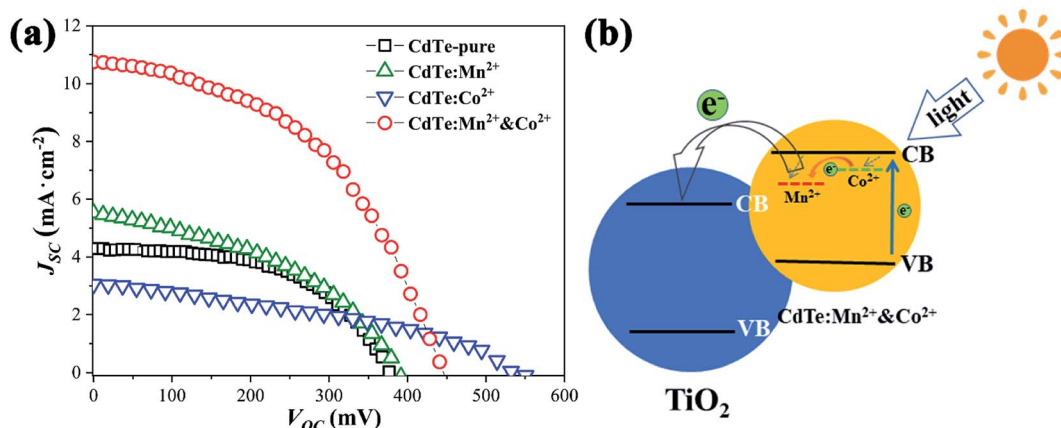 (a)
12
10
8
6
4
2
0
J_SC (mA·cm⁻²)
0 100 200 300 400 500 600
V_OC (mV)
CdTe-pure
CdTe:Mn²⁺
CdTe:Co²⁺
CdTe:Mn²⁺&Co²⁺
(b)
light
e⁻
CB
e⁻
Co²⁺
Mn²⁺
CB
e⁻
VB
CdTe:Mn²⁺&Co²⁺
VB
TiO₂